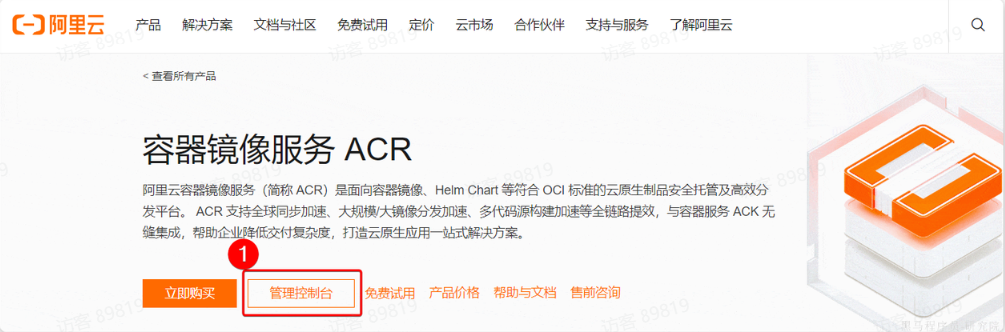 阿里云 产品 解决方案 文档与社区 免费试用 定价 云市场 合作伙伴 支持与服务 了解阿里云
< 查看所有产品
容器镜像服务 ACR
阿里云容器镜像服务（简称 ACR）是面向容器镜像、Helm Chart 等符合 OCI 标准的云原生制品安全托管及高效分
发平台。 ACR 支持全球同步加速、大规模/大镜像分发加速、多代码源构建加速等全链路提效，与容器服务 ACK 无
缝集成，帮助企业降低交付复杂度，打造云原生应用一站式解决方案。
1
立即购买 管理控制台 免费试用 产品价格 帮助与文档 售前咨询
访客 89819